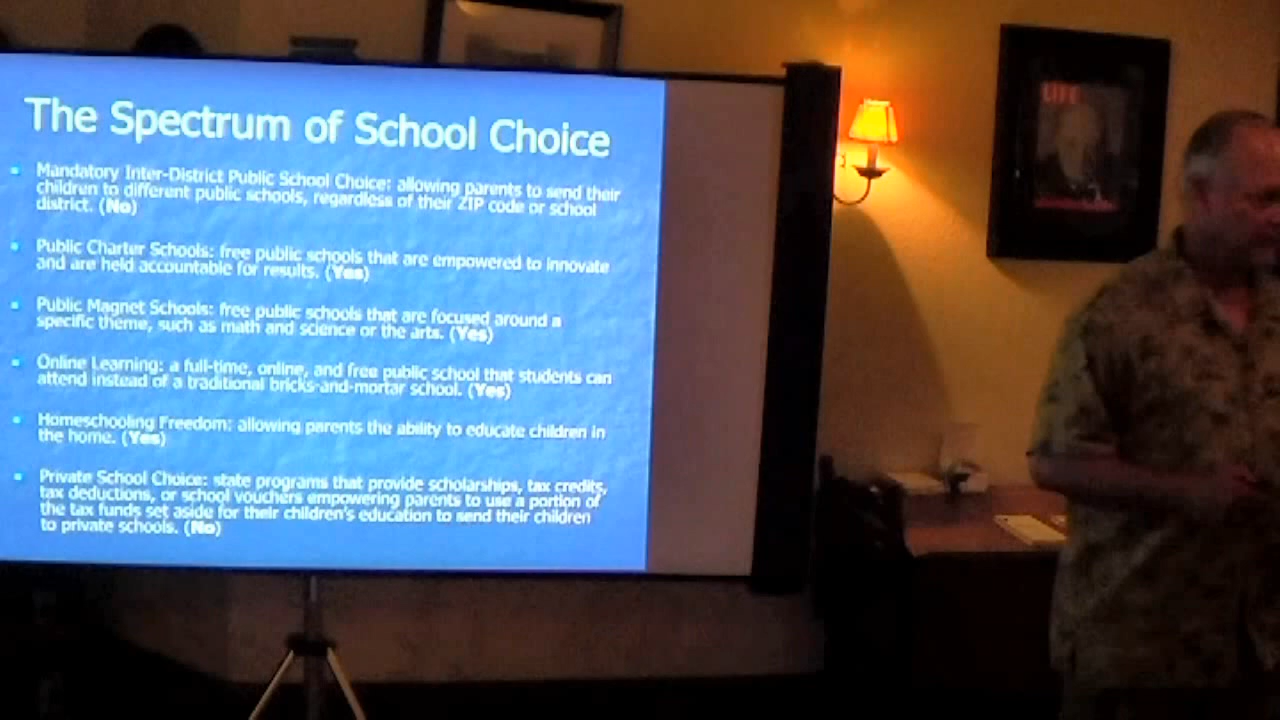 The Spectrum of School Choice
Mandatory Inter-District Public School Choice: allowing parents to send their
children to different public schools, regardless of their ZIP code or school
district. (No)
Public Charter Schools: free public schools that are empowered to innovate
and are held accountable for results. (Yes)
Public Magnet Schools: free public schools that are focused around a
specific theme, such as math and science or the arts. (Yes)
Online Learning: a full-time, online, and free public school that students can
attend instead of a traditional bricks-and-mortar school. (Yes)
Homeschooling Freedom: allowing parents the ability to educate children in
the home. (Yes)
Private School Choice: state programs that provide scholarships, tax credits,
tax deductions, or school vouchers empowering parents to use a portion of
the tax funds set aside for their children's education to send their children
to private schools. (No)
LIFE